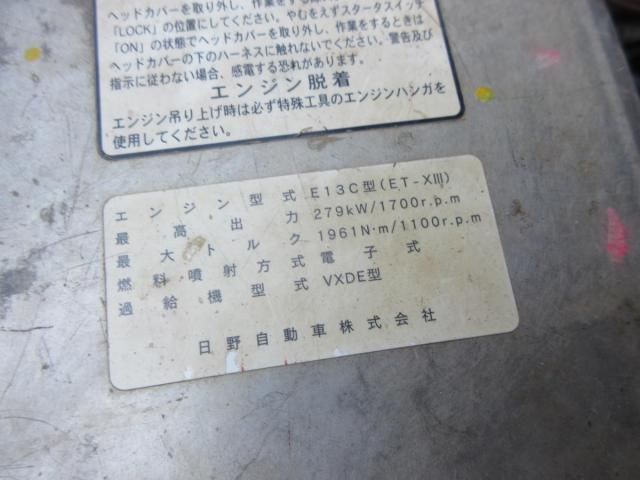 ヘッドカバーを取り外し、作業をする
「LOCK」の位置にしてください。やむをえずスタータスイッチ
「ON」の状態でヘッドカバーを取り外し、作業をするときは
ヘッドカバーの下のハーネスに触れないでください。警告及び
指示に従わない場合、感電する恐れがあります。
エンジン脱着
エンジン吊り上げ時は必ず特殊工具のエンジンハンガを
使用してください。
エンジン型式 E13C型(ET-XIII)
最高出力 279kW/1700r.p.m
最大トルク 1961N·m/1100r.p.m
燃料噴射方式 電子式
過給機型式 VXDE型
日野自動車株式会社